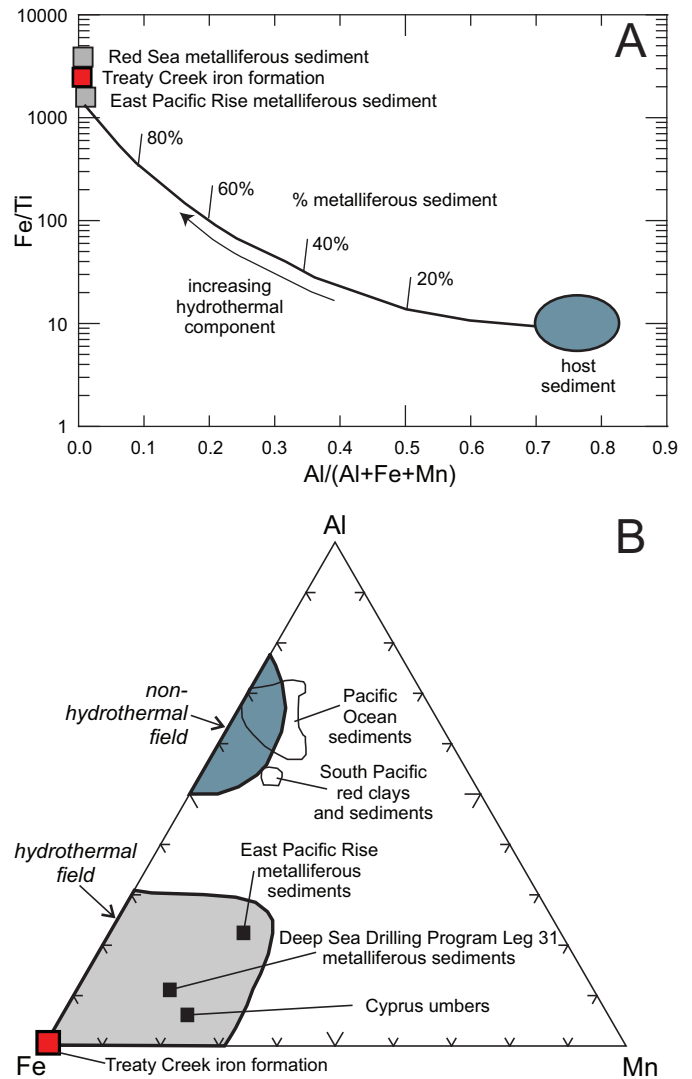 A
10000
Red Sea metalliferous sediment
Treaty Creek iron formation
East Pacific Rise metalliferous sediment
1000
80%
60%
% metalliferous sediment
100
Fe/Ti
40%
20%
increasing
hydrothermal
component
10
host
sediment
1
0.0 0.1 0.2 0.3 0.4 0.5 0.6 0.7 0.8 0.9
Al/(Al+Fe+Mn)
B
Al
non-
hydrothermal
field
Pacific
Ocean
sediments
South Pacific
red clays
and sediments
hydrothermal
field
East Pacific Rise
metalliferous
sediments
Deep Sea Drilling Program Leg 31
metalliferous sediments
Cyprus umbers
Fe
Treaty Creek iron formation
Mn